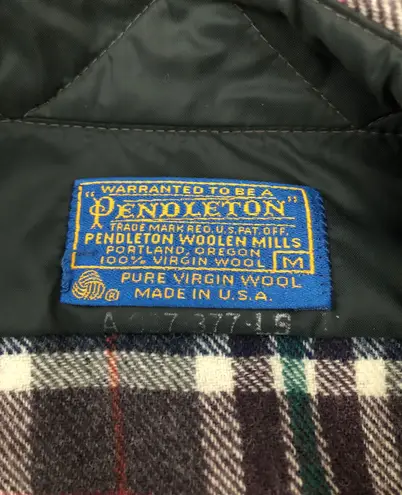 WARRANTED TO BE A
"PENDLETON"
TRADE MARK REG. U.S. PAT. OFF.
PENDLETON WOOLEN MILLS
PORTLAND, OREGON
100% VIRGIN WOOL M
PURE VIRGIN WOOL
® MADE IN U.S.A.